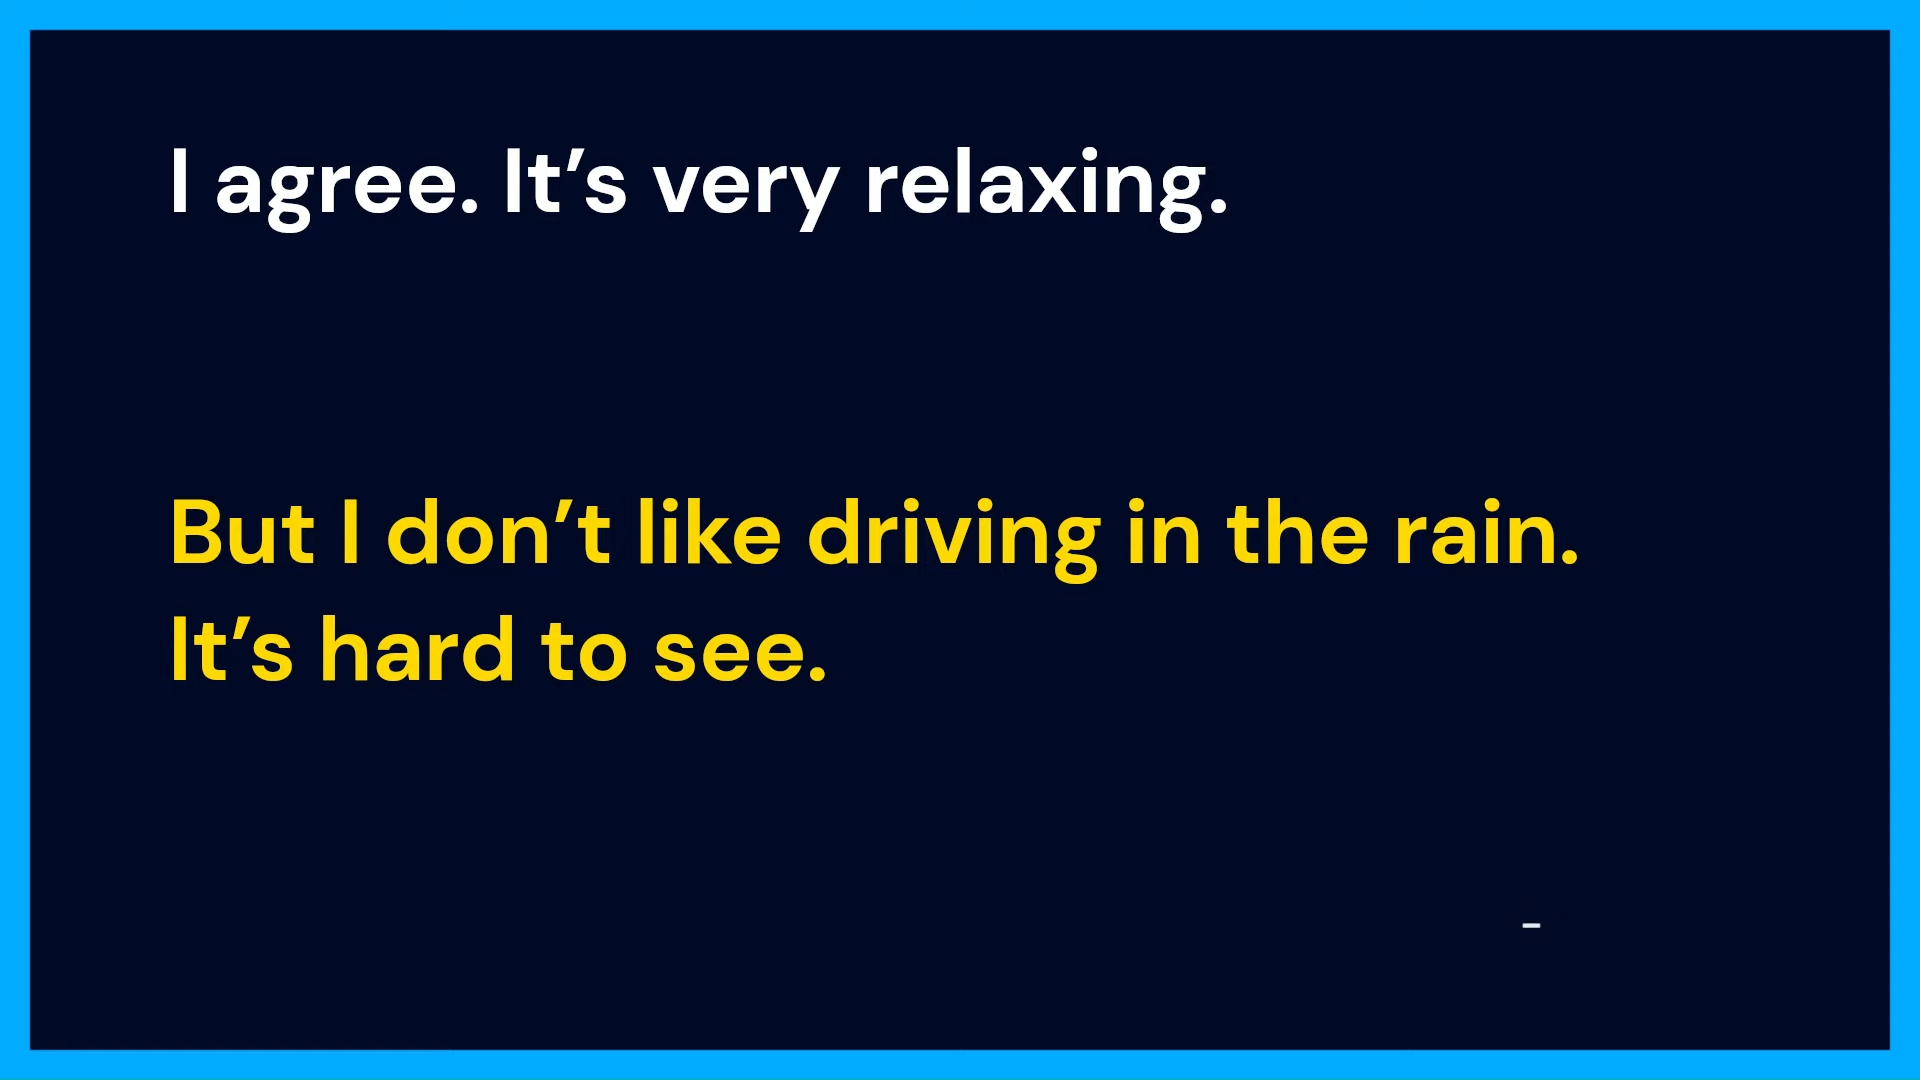 I agree. It’s very relaxing.
But I don’t like driving in the rain.
It’s hard to see.
–